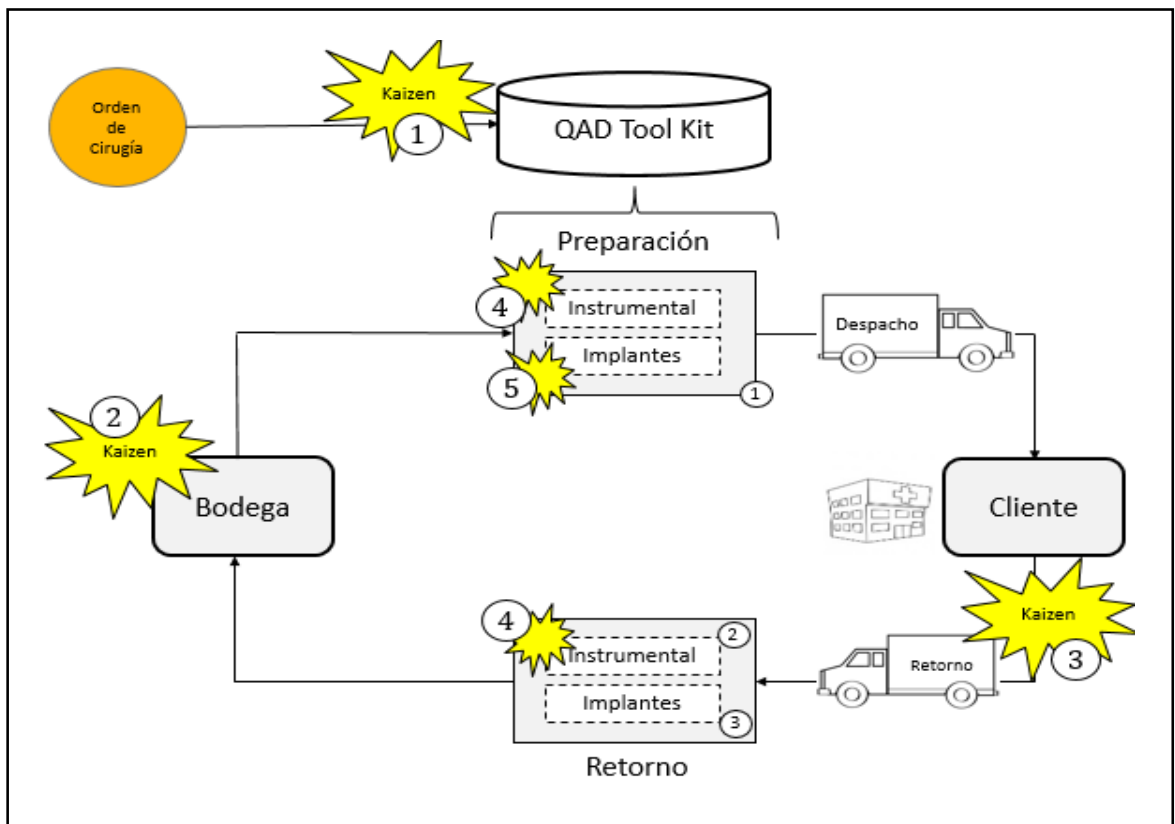 Orden
de
Cirugía
Kaizen
1
QAD Tool Kit
Preparación
4
Instrumental
5
Implantes
1
Despacho
2
Kaizen
Bodega
Cliente
Kaizen
3
4
2
Instrumental
Implantes
3
Retorno
Retorno